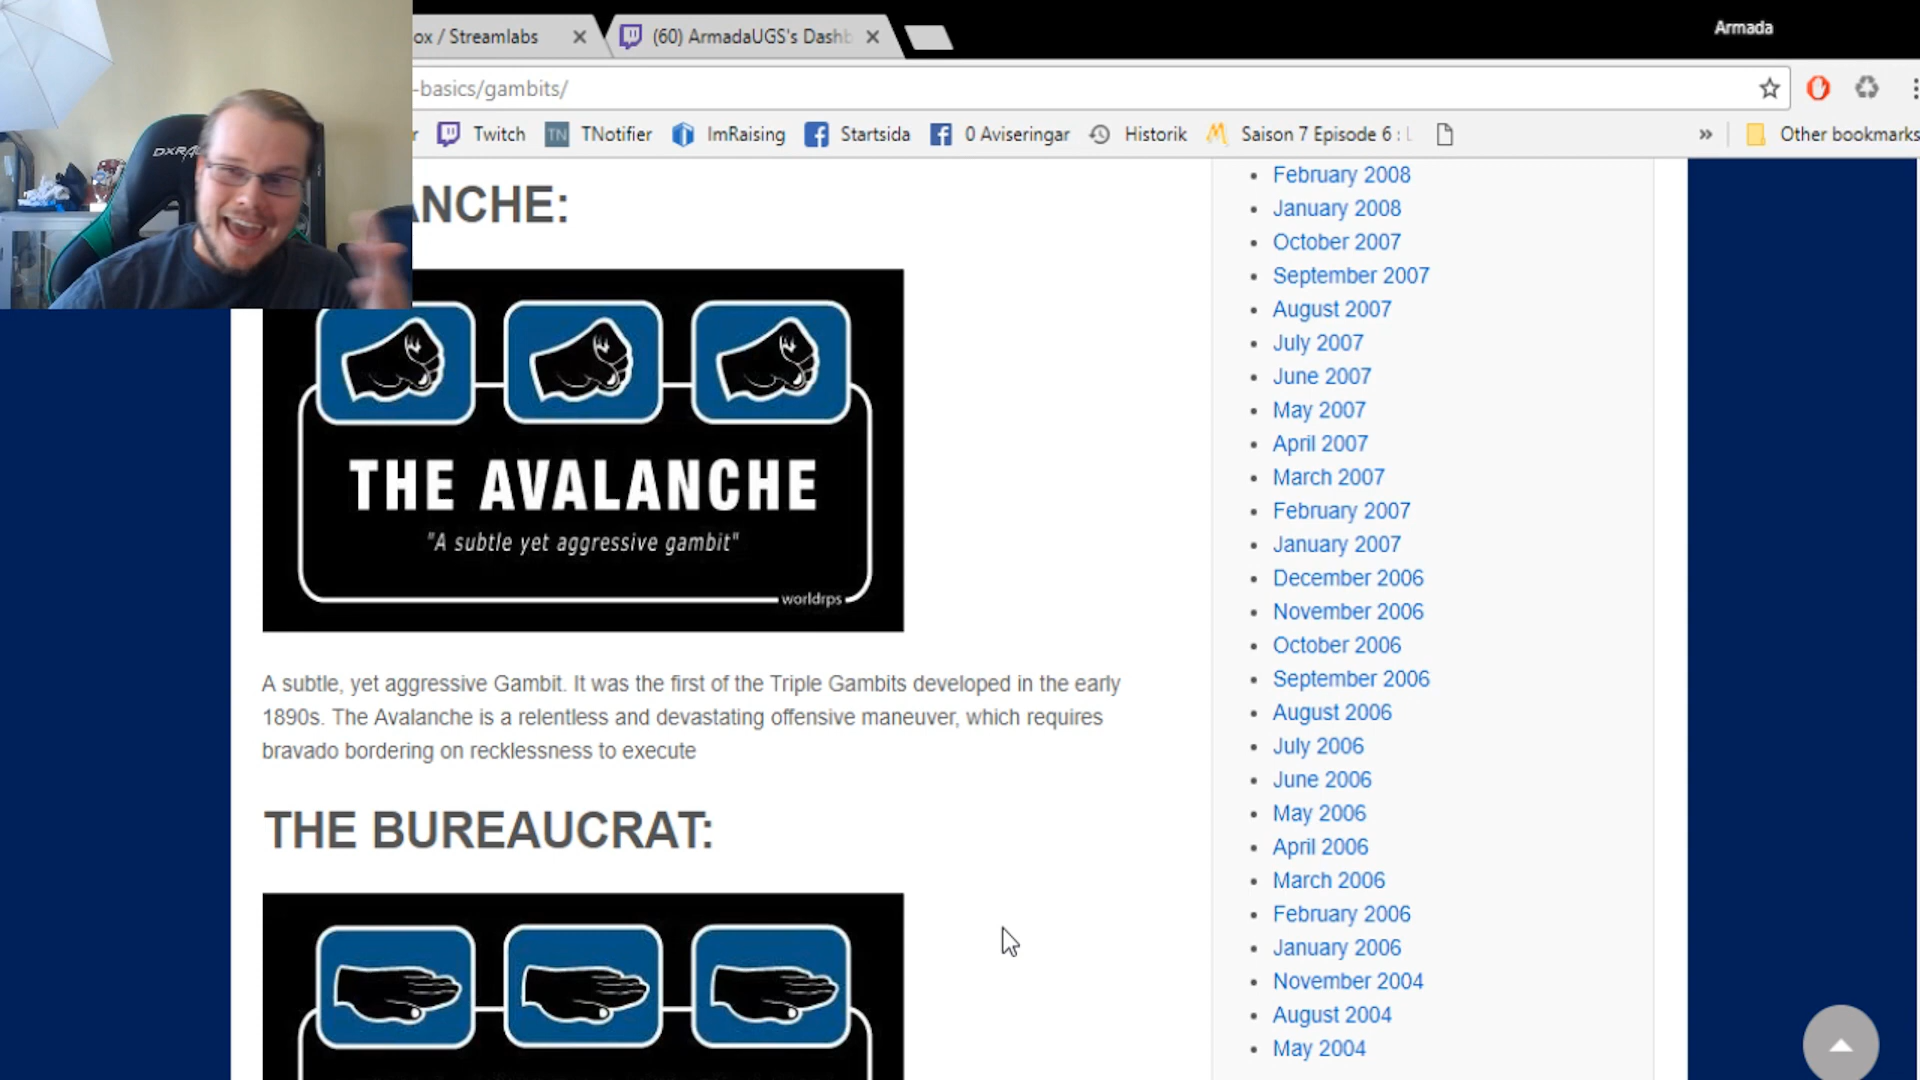 ox / Streamlabs
(60) ArmadaUGS's Dashb
Armada
-basics/gambits/
r
Twitch
TN
TNotifier
ImRaising
Startsida
0 Aviseringar
Historik
Saison 7 Episode 6 : L
»
Other bookmarks
DXRA
ANCHE:
THE AVALANCHE
"A subtle yet aggressive gambit"
worldrps
A subtle, yet aggressive Gambit. It was the first of the Triple Gambits developed in the early
1890s. The Avalanche is a relentless and devastating offensive maneuver, which requires
bravado bordering on recklessness to execute
THE BUREAUCRAT:
February 2008
January 2008
October 2007
September 2007
August 2007
July 2007
June 2007
May 2007
April 2007
March 2007
February 2007
January 2007
December 2006
November 2006
October 2006
September 2006
August 2006
July 2006
June 2006
May 2006
April 2006
March 2006
February 2006
January 2006
November 2004
August 2004
May 2004